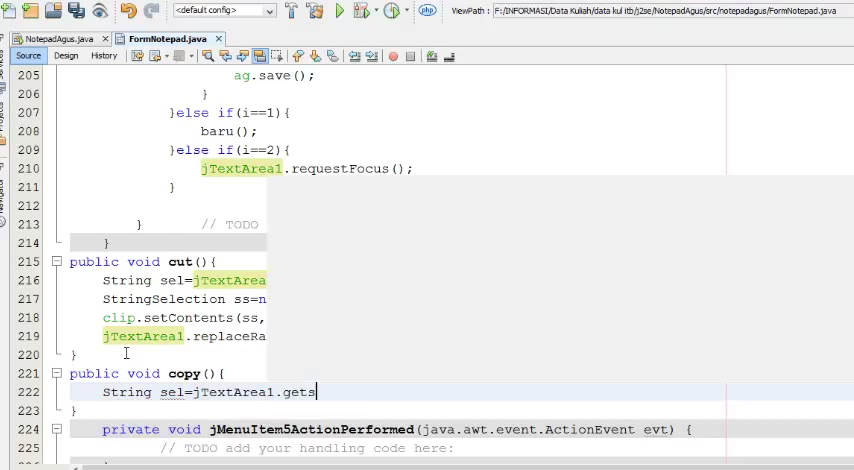 <default config>
ViewPath :
F:/INFORMASI/Data Kuliah/data kul itb/j2se/NotepadAgus/src/notepadagus/FormNotepad.java
NotepadAgus.java
FormNotepad.java
Source Design History
Projects
Navigator
205 ag.save();
206 }
207 }else if(i==1){
208 baru();
209 }else if(i==2){
210 jTextArea1.requestFocus();
211 }
212
213 } // TODO
214 }
215 public void cut(){
216 String sel=jTextArea
217 StringSelection ss=n
218 clip.setContents(ss,
219 jTextArea1.replaceRa
220 }
221 public void copy(){
222 String sel=jTextArea1.gets
223 }
224 private void jMenuItem5ActionPerformed(java.awt.event.ActionEvent evt) {
225 // TODO add your handling code here: